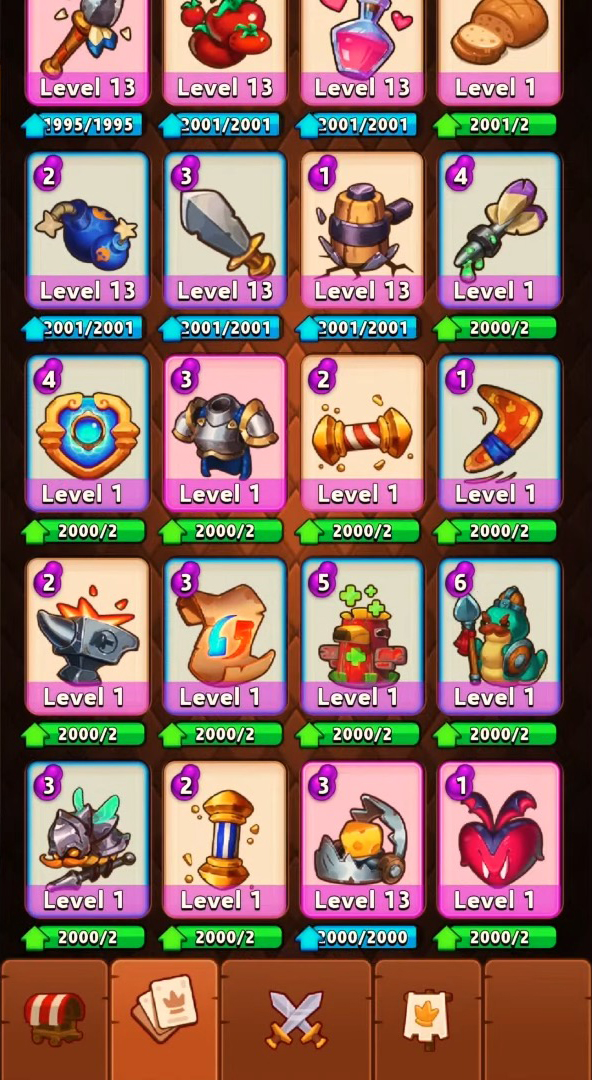 Level 13 Level 13 Level 13 Level 1
1995/1995 2001/2001 2001/2001 2001/2
2 3 1 4
Level 13 Level 13 Level 13 Level 1
2001/2001 2001/2001 2001/2001 2000/2
4 3 2 1
Level 1 Level 1 Level 1 Level 1
2000/2 2000/2 2000/2 2000/2
2 3 5 6
Level 1 Level 1 Level 1 Level 1
2000/2 2000/2 2000/2 2000/2
3 2 3 1
Level 1 Level 1 Level 13 Level 1
2000/2 2000/2 2000/2000 2000/2